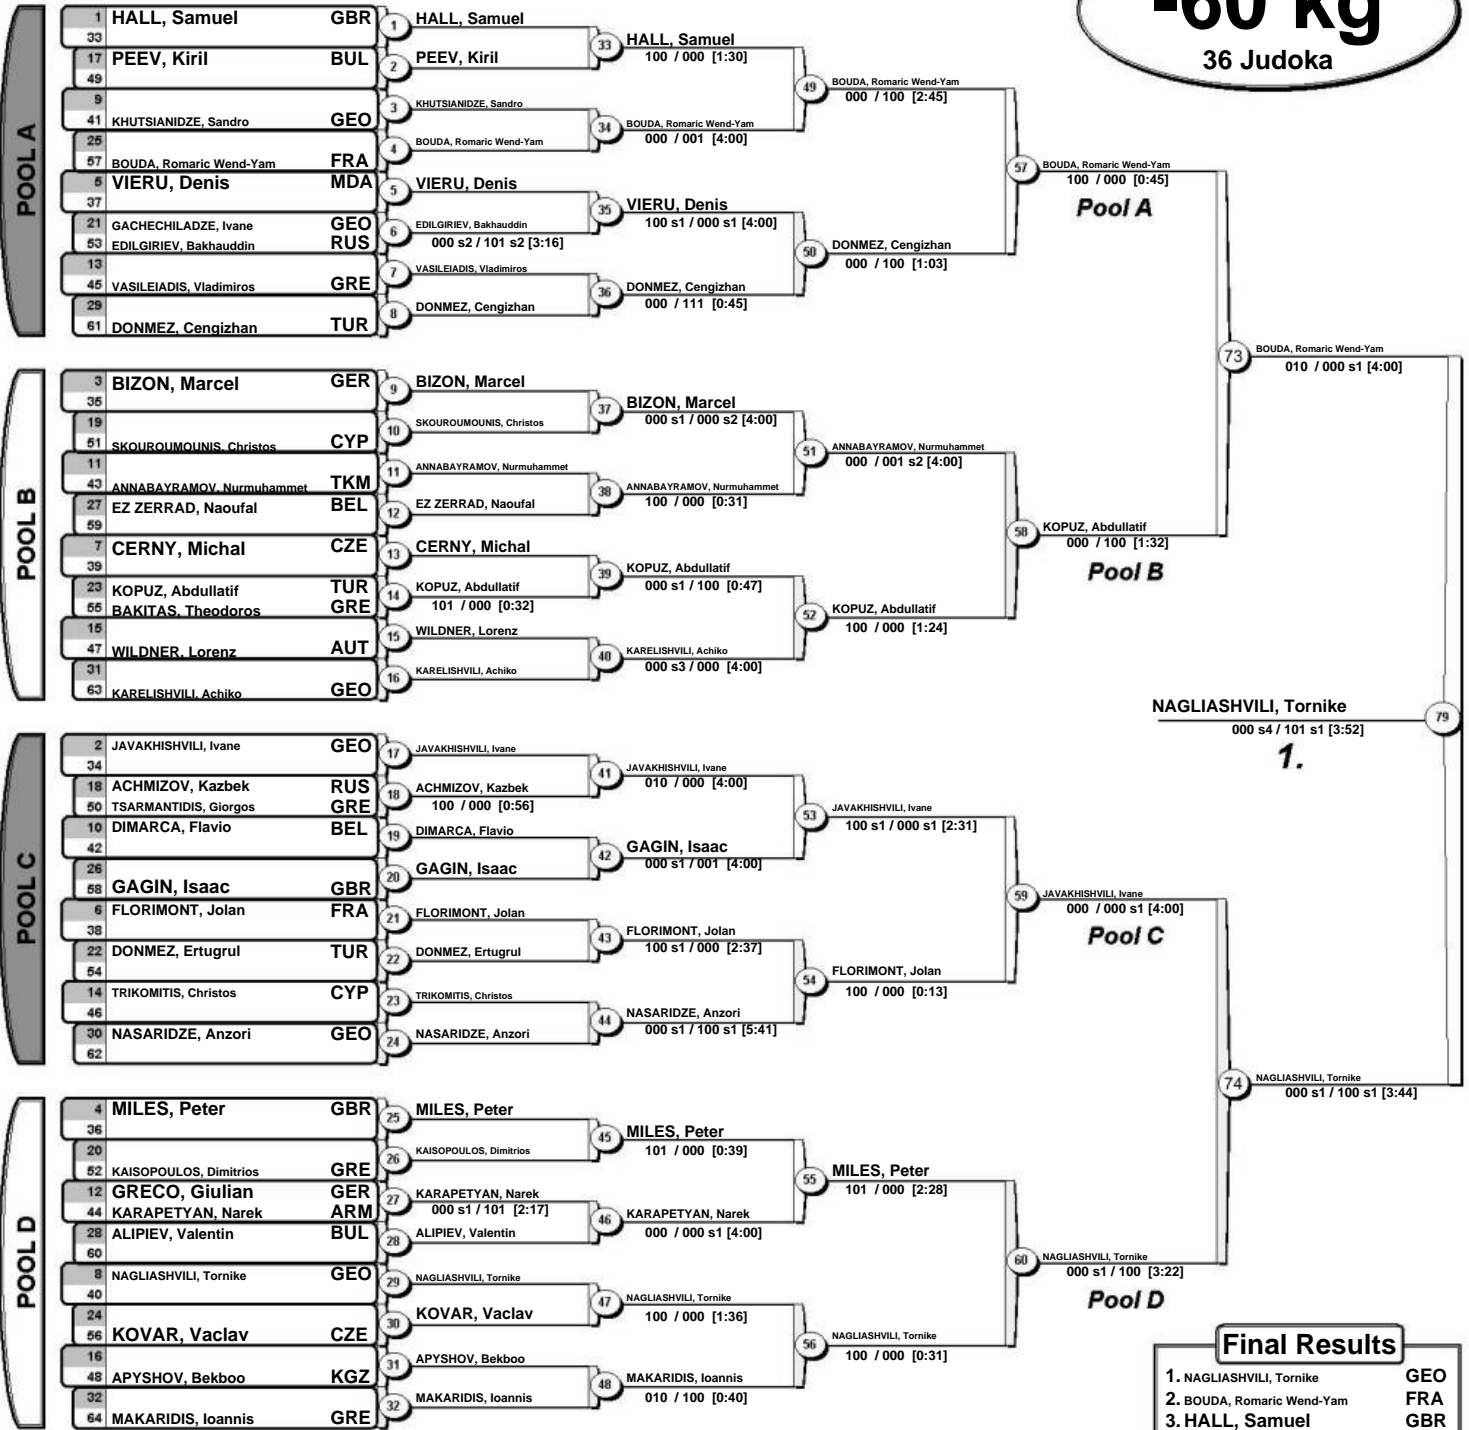 -60 kg
36 Judoka
POOL A
1 HALL, Samuel GBR
33
17 PEEV, Kiril BUL
49
9
41 KHUTSIANIDZE, Sandro GEO
25
57 BOUDA, Romaric Wend-Yam FRA
5 VIERU, Denis MDA
37
21 GACHECHILADZE, Ivane GEO
53 EDILGIRIEV, Bakhauddin RUS
13
45 VASILEIADIS, Vladimiros GRE
29
61 DONMEZ, Cengizhan TUR
1 HALL, Samuel
2 PEEV, Kiril
3 KHUTSIANIDZE, Sandro
4 BOUDA, Romaric Wend-Yam
5 VIERU, Denis
6 EDILGIRIEV, Bakhauddin
000 s2 / 101 s2 [3:16]
7 VASILEIADIS, Vladimiros
8 DONMEZ, Cengizhan
33 HALL, Samuel
100 / 000 [1:30]
34 BOUDA, Romaric Wend-Yam
000 / 001 [4:00]
35 VIERU, Denis
100 s1 / 000 s1 [4:00]
36 DONMEZ, Cengizhan
000 / 111 [0:45]
49 BOUDA, Romaric Wend-Yam
000 / 100 [2:45]
50 DONMEZ, Cengizhan
000 / 100 [1:03]
57 BOUDA, Romaric Wend-Yam
100 / 000 [0:45]
Pool A
POOL B
3 BIZON, Marcel GER
35
19
51 SKOUROUMOUNIS, Christos CYP
11
43 ANNABAYRAMOV, Nurmuhammet TKM
27 EZ ZERRAD, Naoufal BEL
59
7 CERNY, Michal CZE
39
23 KOPUZ, Abdullatif TUR
55 BAKITAS, Theodoros GRE
15
47 WILDNER, Lorenz AUT
31
63 KARELISHVILI, Achiko GEO
9 BIZON, Marcel
10 SKOUROUMOUNIS, Christos
11 ANNABAYRAMOV, Nurmuhammet
12 EZ ZERRAD, Naoufal
13 CERNY, Michal
14 KOPUZ, Abdullatif
101 / 000 [0:32]
15 WILDNER, Lorenz
16 KARELISHVILI, Achiko
37 BIZON, Marcel
000 s1 / 000 s2 [4:00]
38 ANNABAYRAMOV, Nurmuhammet
100 / 000 [0:31]
39 KOPUZ, Abdullatif
000 s1 / 100 [0:47]
40 KARELISHVILI, Achiko
000 s3 / 000 [4:00]
51 ANNABAYRAMOV, Nurmuhammet
000 / 001 s2 [4:00]
52 KOPUZ, Abdullatif
100 / 000 [1:24]
58 KOPUZ, Abdullatif
000 / 100 [1:32]
Pool B
73 BOUDA, Romaric Wend-Yam
010 / 000 s1 [4:00]
NAGLIASHVILI, Tornike 79
000 s4 / 101 s1 [3:52]
1.
POOL C
2 JAVAKHISHVILI, Ivane GEO
34
18 ACHMIZOV, Kazbek RUS
50 TSARMANTIDIS, Giorgos GRE
10 DIMARCA, Flavio BEL
42
26
58 GAGIN, Isaac GBR
6 FLORIMONT, Jolan FRA
38
22 DONMEZ, Ertugrul TUR
54
14 TRIKOMITIS, Christos CYP
46
30 NASARIDZE, Anzori GEO
62
17 JAVAKHISHVILI, Ivane
18 ACHMIZOV, Kazbek
100 / 000 [0:56]
19 DIMARCA, Flavio
20 GAGIN, Isaac
21 FLORIMONT, Jolan
22 DONMEZ, Ertugrul
23 TRIKOMITIS, Christos
24 NASARIDZE, Anzori
41 JAVAKHISHVILI, Ivane
010 / 000 [4:00]
42 GAGIN, Isaac
000 s1 / 001 [4:00]
43 FLORIMONT, Jolan
100 s1 / 000 [2:37]
44 NASARIDZE, Anzori
000 s1 / 100 s1 [5:41]
53 JAVAKHISHVILI, Ivane
100 s1 / 000 s1 [2:31]
54 FLORIMONT, Jolan
100 / 000 [0:13]
59 JAVAKHISHVILI, Ivane
000 / 000 s1 [4:00]
Pool C
POOL D
4 MILES, Peter GBR
36
20
52 KAISOPOULOS, Dimitrios GRE
12 GRECO, Giulian GER
44 KARAPETYAN, Narek ARM
28 ALIPIEV, Valentin BUL
60
8 NAGLIASHVILI, Tornike GEO
40
24
56 KOVAR, Vaclav CZE
16
48 APYSHOV, Bekboo KGZ
32
64 MAKARIDIS, Ioannis GRE
25 MILES, Peter
26 KAISOPOULOS, Dimitrios
27 KARAPETYAN, Narek
000 s1 / 101 [2:17]
28 ALIPIEV, Valentin
29 NAGLIASHVILI, Tornike
30 KOVAR, Vaclav
31 APYSHOV, Bekboo
32 MAKARIDIS, Ioannis
45 MILES, Peter
101 / 000 [0:39]
46 KARAPETYAN, Narek
000 / 000 s1 [4:00]
47 NAGLIASHVILI, Tornike
100 / 000 [1:36]
48 MAKARIDIS, Ioannis
010 / 100 [0:40]
55 MILES, Peter
101 / 000 [2:28]
56 NAGLIASHVILI, Tornike
100 / 000 [0:31]
60 NAGLIASHVILI, Tornike
000 s1 / 100 [3:22]
Pool D
74 NAGLIASHVILI, Tornike
000 s1 / 100 s1 [3:44]
Final Results
1. NAGLIASHVILI, Tornike GEO
2. BOUDA, Romaric Wend-Yam FRA
3. HALL, Samuel GBR